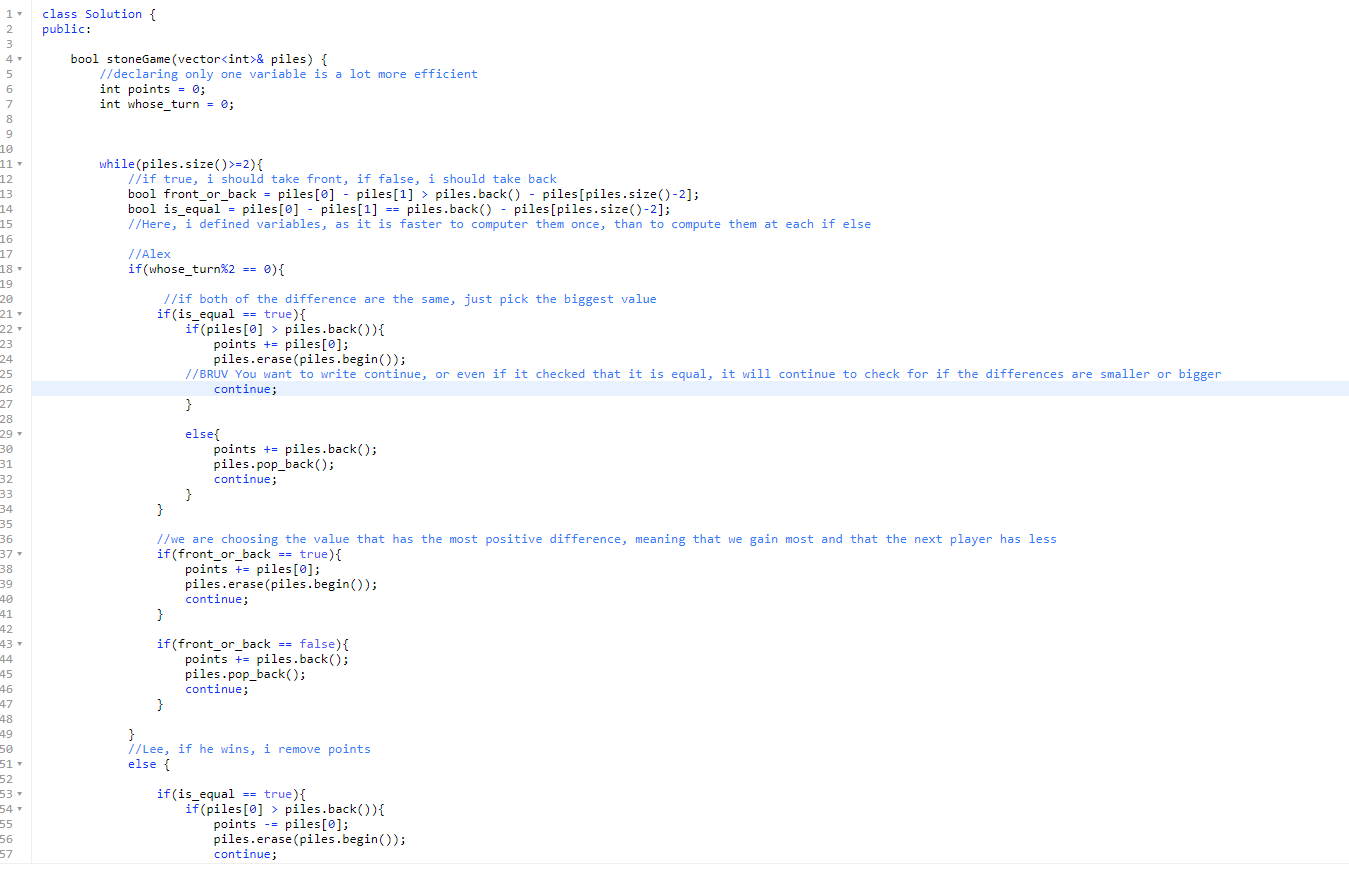 1 class Solution {
2 public:
3
4 bool stoneGame(vector<int>& piles) {
5 //declaring only one variable is a lot more efficient
6 int points = 0;
7 int whose_turn = 0;
8
9
10
11 while(piles.size()>=2){
12 //if true, i should take front, if false, i should take back
13 bool front_or_back = piles[0] - piles[1] > piles.back() - piles[piles.size()-2];
14 bool is_equal = piles[0] - piles[1] == piles.back() - piles[piles.size()-2];
15 //Here, i defined variables, as it is faster to computer them once, than to compute them at each if else
16
17 //Alex
18 if(whose_turn%2 == 0){
19
20 //if both of the difference are the same, just pick the biggest value
21 if(is_equal == true){
22 if(piles[0] > piles.back()){
23 points += piles[0];
24 piles.erase(piles.begin());
25 //BRUV You want to write continue, or even if it checked that it is equal, it will continue to check for if the differences are smaller or bigger
26 continue;
27 }
28
29 else{
30 points += piles.back();
31 piles.pop_back();
32 continue;
33 }
34 }
35
36 //we are choosing the value that has the most positive difference, meaning that we gain most and that the next player has less
37 if(front_or_back == true){
38 points += piles[0];
39 piles.erase(piles.begin());
40 continue;
41 }
42
43 if(front_or_back == false){
44 points += piles.back();
45 piles.pop_back();
46 continue;
47 }
48
49 }
50 //Lee, if he wins, i remove points
51 else {
52
53 if(is_equal == true){
54 if(piles[0] > piles.back()){
55 points -= piles[0];
56 piles.erase(piles.begin());
57 continue;